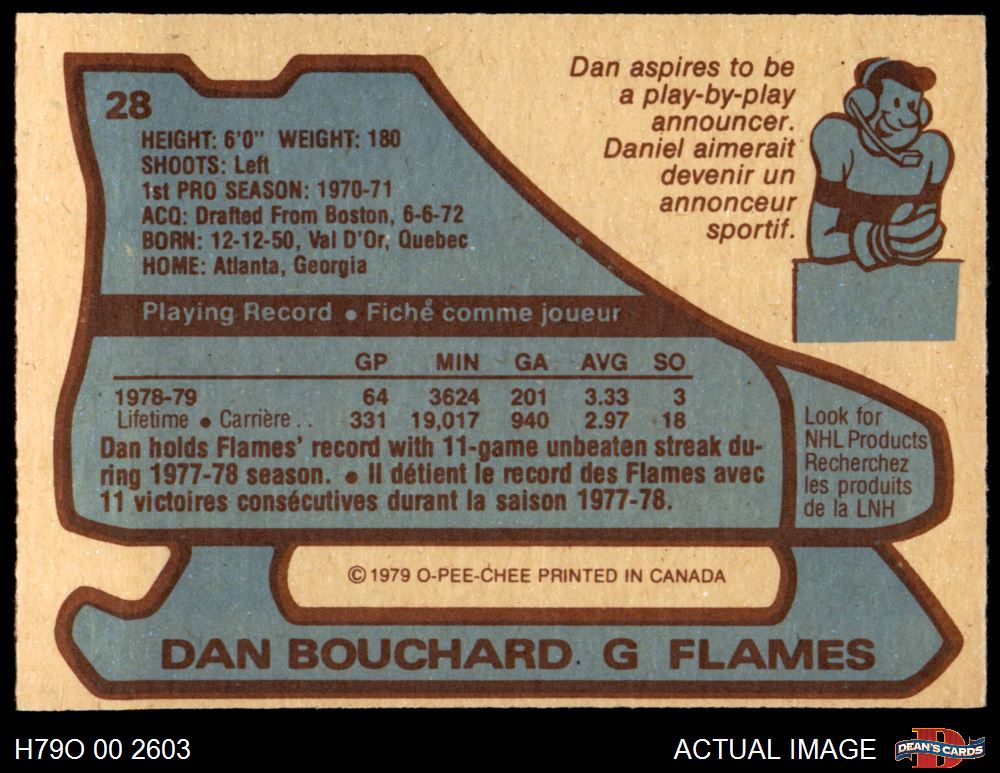 28
HEIGHT: 6'0" WEIGHT: 180
SHOOTS: Left
1st PRO SEASON: 1970-71
ACQ: Drafted From Boston, 6-6-72
BORN: 12-12-50, Val D'Or, Quebec
HOME: Atlanta, Georgia
Dan aspires to be
a play-by-play
announcer.
Daniel aimerait
devenir un
annonceur
sportif.
Playing Record • Fiché comme joueur
GP MIN GA AVG SO
1978-79 64 3624 201 3.33 3
Lifetime • Carrière.. 331 19,017 940 2.97 18
Dan holds Flames' record with 11-game unbeaten streak du-
ring 1977-78 season. • Il détient le record des Flames avec
11 victoires consécutives durant la saison 1977-78.
Look for
NHL Products
Recherchez
les produits
de la LNH
© 1979 O-PEE-CHEE PRINTED IN CANADA
DAN BOUCHARD. G FLAMES
H79O 00 2603
ACTUAL IMAGE
DEAN'S CARDS